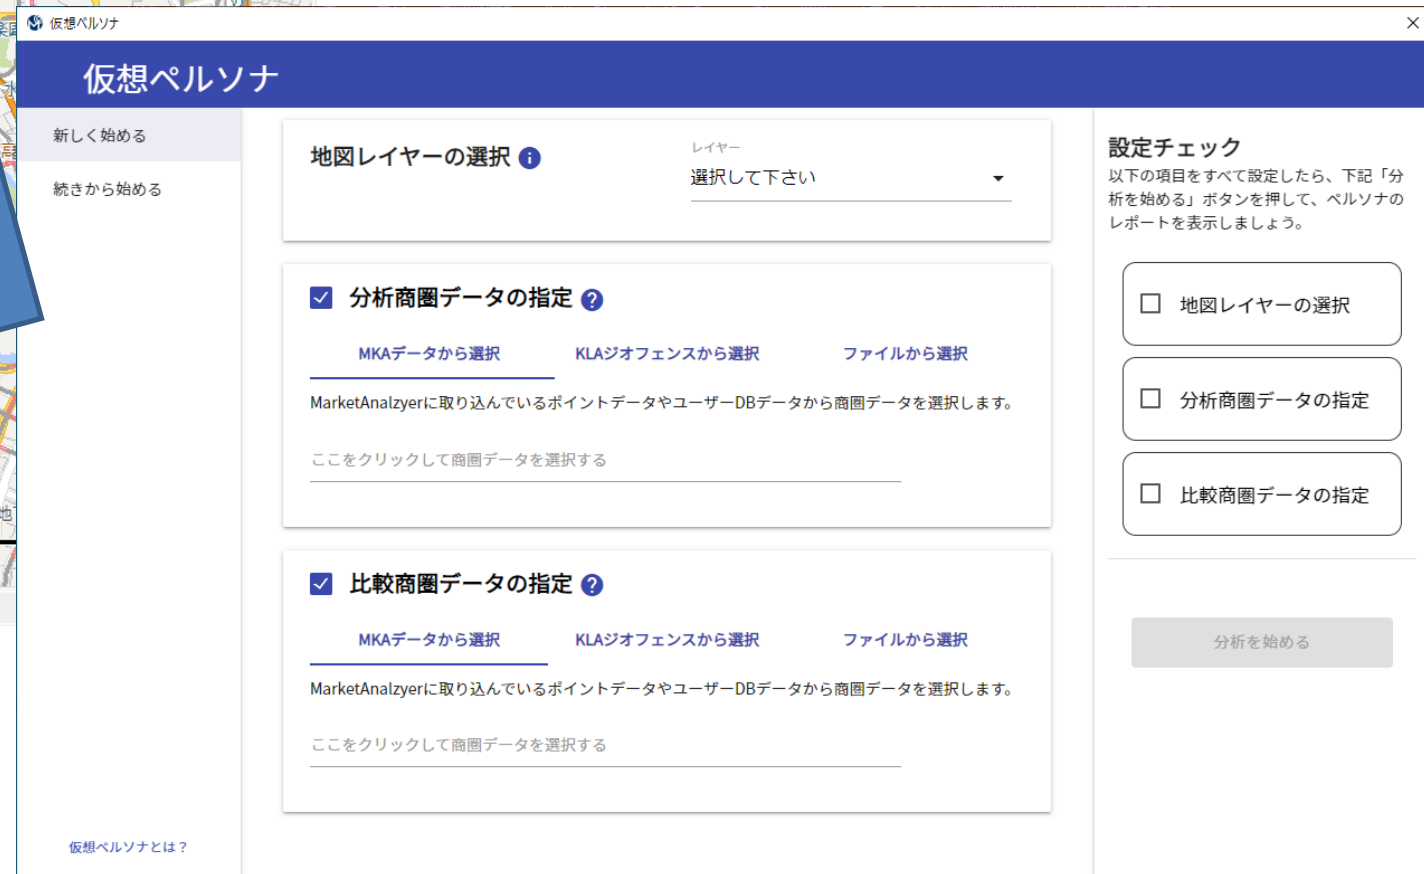 仮想ペルソナ
仮想ペルソナ
新しく始める
続きから始める
仮想ペルソナとは？
地図レイヤーの選択
レイヤー
選択して下さい
分析商圏データの指定
MKAデータから選択
KLAジオフェンスから選択
ファイルから選択
MarketAnalzyerに取り込んでいるポイントデータやユーザーDBデータから商圏データを選択します。
ここをクリックして商圏データを選択する
比較商圏データの指定
MKAデータから選択
KLAジオフェンスから選択
ファイルから選択
MarketAnalzyerに取り込んでいるポイントデータやユーザーDBデータから商圏データを選択します。
ここをクリックして商圏データを選択する
設定チェック
以下の項目をすべて設定したら、下記「分
析を始める」ボタンを押して、ペルソナの
レポートを表示しましょう。
地図レイヤーの選択
分析商圏データの指定
比較商圏データの指定
分析を始める